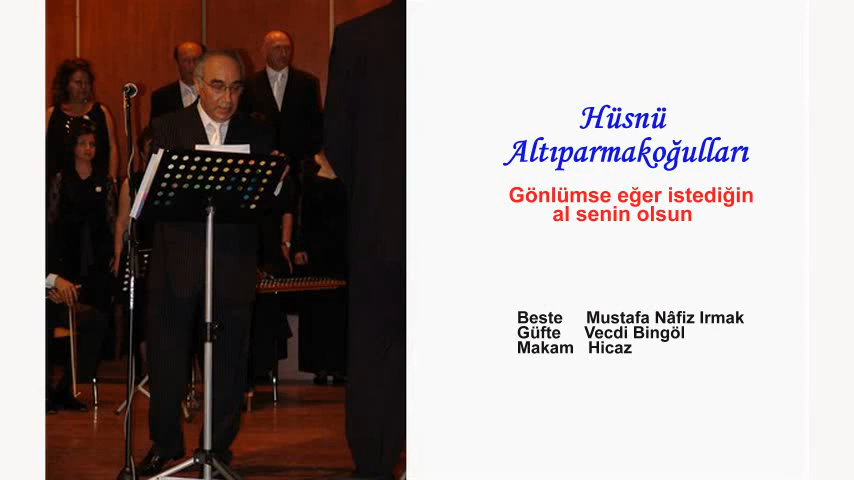 Hüsnü
Altıparmakoğulları
Gönlümse eğer istediğin
al senin olsun
Beste Mustafa Nâfiz Irmak
Güfte Vecdi Bingöl
Makam Hicaz